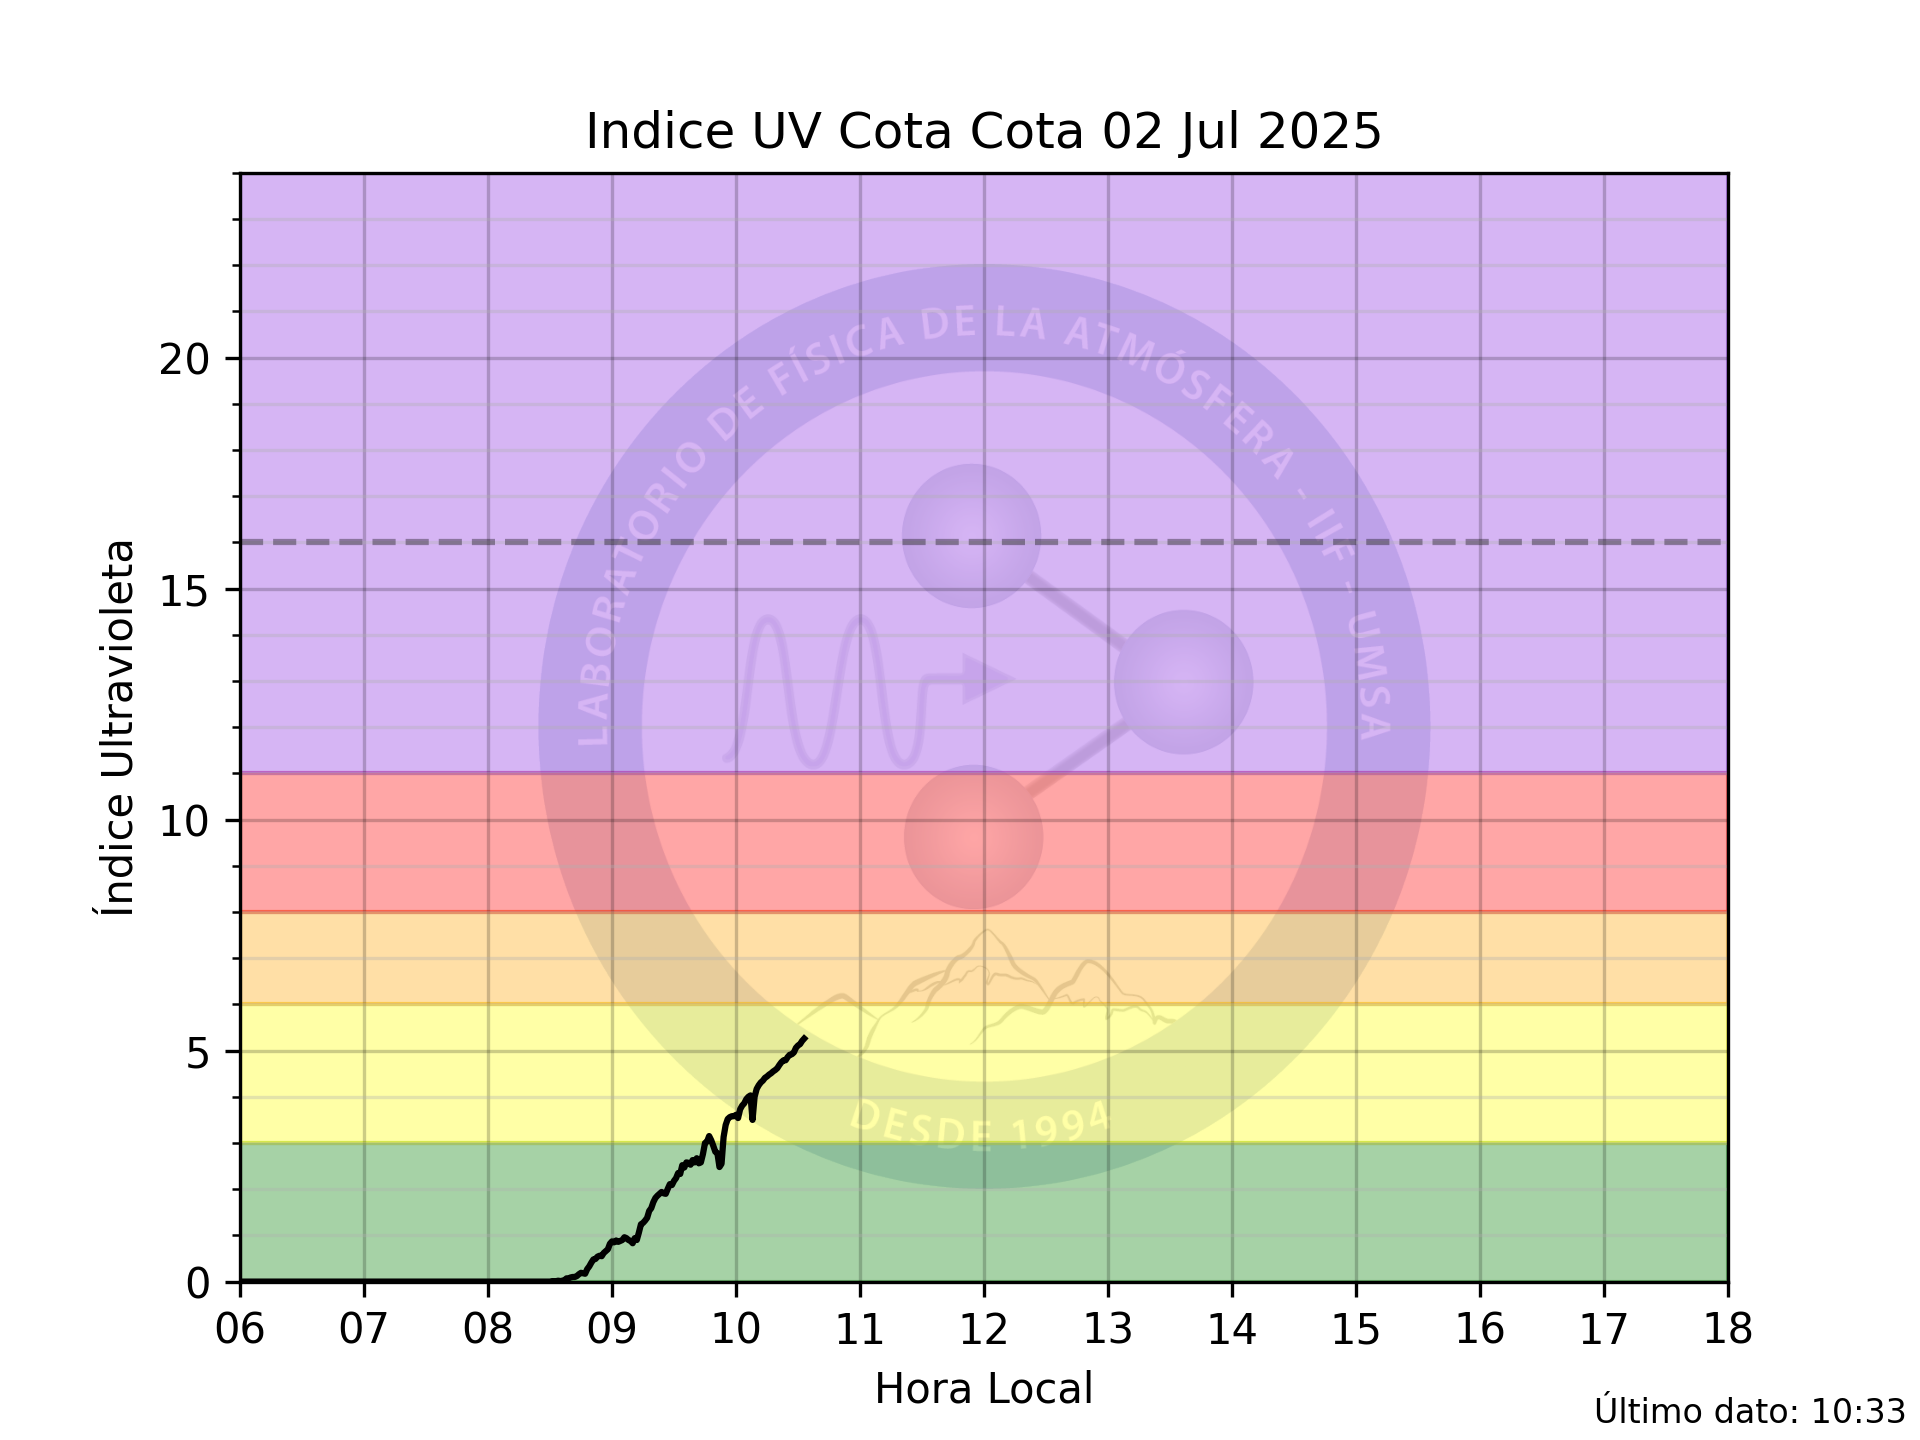 Indice UV Cota Cota 02 Jul 2025
LABORATORIO DE FÍSICA DE LA ATMÓSFERA - IIF - UMSA
DESDE 1994
Índice Ultravioleta
20
15
10
5
0
06 07 08 09 10 11 12 13 14 15 16 17 18
Hora Local
Último dato: 10:33